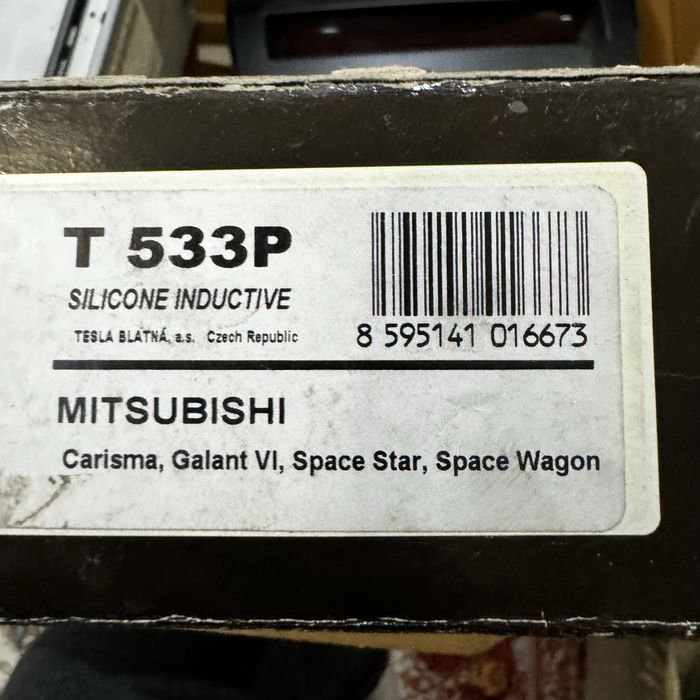 T 533P
SILICONE INDUCTIVE
TESLA BLATNÁ, a.s. Czech Republic
8 595141 016673
MITSUBISHI
Carisma, Galant VI, Space Star, Space Wagon